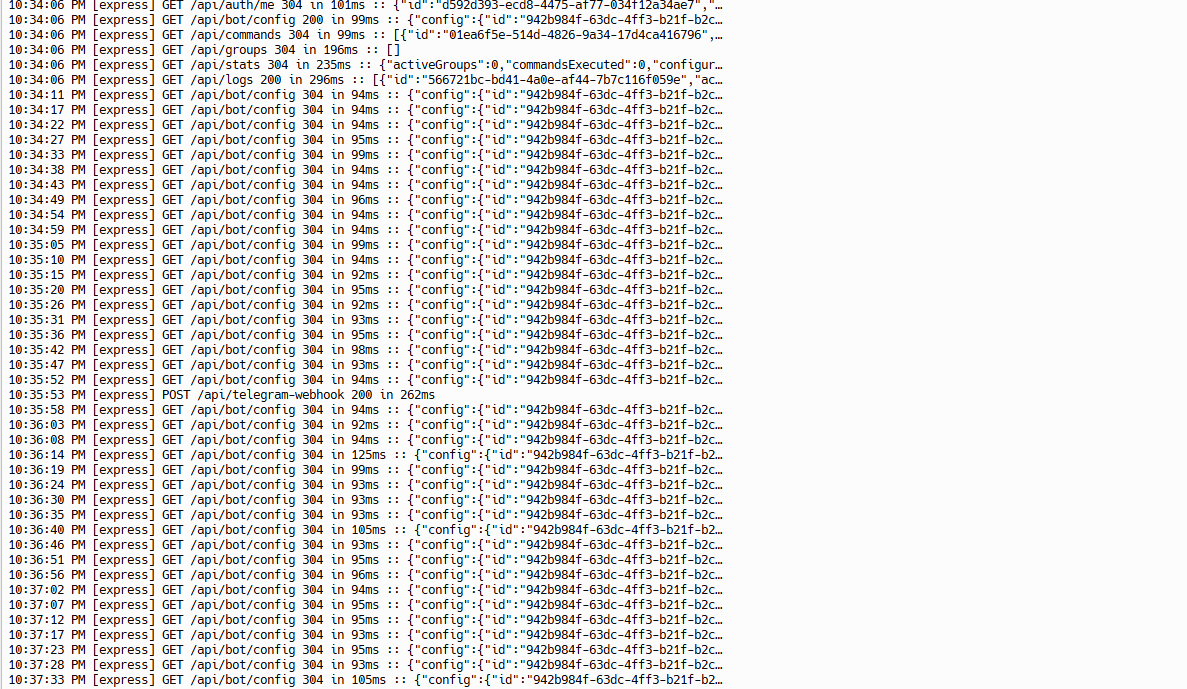 10:34:06 PM [express] GET /api/auth/me 304 in 101ms :: {"id":"d592d393-ecd8-4475-af77-034f12a34ae7","…
10:34:06 PM [express] GET /api/bot/config 200 in 99ms :: {"config":{"id":"942b984f-63dc-4ff3-b21f-b2c…
10:34:06 PM [express] GET /api/commands 304 in 99ms :: [{"id":"01ea6f5e-514d-4826-9a34-17d4ca416796",…
10:34:06 PM [express] GET /api/groups 304 in 196ms :: []
10:34:06 PM [express] GET /api/stats 304 in 235ms :: {"activeGroups":0,"commandsExecuted":0,"configur…
10:34:06 PM [express] GET /api/logs 200 in 296ms :: [{"id":"566721bc-bd41-4a0e-af44-7b7c116f059e","ac…
10:34:11 PM [express] GET /api/bot/config 304 in 94ms :: {"config":{"id":"942b984f-63dc-4ff3-b21f-b2c…
10:34:17 PM [express] GET /api/bot/config 304 in 94ms :: {"config":{"id":"942b984f-63dc-4ff3-b21f-b2c…
10:34:22 PM [express] GET /api/bot/config 304 in 94ms :: {"config":{"id":"942b984f-63dc-4ff3-b21f-b2c…
10:34:27 PM [express] GET /api/bot/config 304 in 95ms :: {"config":{"id":"942b984f-63dc-4ff3-b21f-b2c…
10:34:33 PM [express] GET /api/bot/config 304 in 99ms :: {"config":{"id":"942b984f-63dc-4ff3-b21f-b2c…
10:34:38 PM [express] GET /api/bot/config 304 in 94ms :: {"config":{"id":"942b984f-63dc-4ff3-b21f-b2c…
10:34:43 PM [express] GET /api/bot/config 304 in 94ms :: {"config":{"id":"942b984f-63dc-4ff3-b21f-b2c…
10:34:49 PM [express] GET /api/bot/config 304 in 96ms :: {"config":{"id":"942b984f-63dc-4ff3-b21f-b2c…
10:34:54 PM [express] GET /api/bot/config 304 in 94ms :: {"config":{"id":"942b984f-63dc-4ff3-b21f-b2c…
10:34:59 PM [express] GET /api/bot/config 304 in 94ms :: {"config":{"id":"942b984f-63dc-4ff3-b21f-b2c…
10:35:05 PM [express] GET /api/bot/config 304 in 99ms :: {"config":{"id":"942b984f-63dc-4ff3-b21f-b2c…
10:35:10 PM [express] GET /api/bot/config 304 in 94ms :: {"config":{"id":"942b984f-63dc-4ff3-b21f-b2c…
10:35:15 PM [express] GET /api/bot/config 304 in 92ms :: {"config":{"id":"942b984f-63dc-4ff3-b21f-b2c…
10:35:20 PM [express] GET /api/bot/config 304 in 95ms :: {"config":{"id":"942b984f-63dc-4ff3-b21f-b2c…
10:35:26 PM [express] GET /api/bot/config 304 in 92ms :: {"config":{"id":"942b984f-63dc-4ff3-b21f-b2c…
10:35:31 PM [express] GET /api/bot/config 304 in 93ms :: {"config":{"id":"942b984f-63dc-4ff3-b21f-b2c…
10:35:36 PM [express] GET /api/bot/config 304 in 95ms :: {"config":{"id":"942b984f-63dc-4ff3-b21f-b2c…
10:35:42 PM [express] GET /api/bot/config 304 in 98ms :: {"config":{"id":"942b984f-63dc-4ff3-b21f-b2c…
10:35:47 PM [express] GET /api/bot/config 304 in 93ms :: {"config":{"id":"942b984f-63dc-4ff3-b21f-b2c…
10:35:52 PM [express] GET /api/bot/config 304 in 94ms :: {"config":{"id":"942b984f-63dc-4ff3-b21f-b2c…
10:35:53 PM [express] POST /api/telegram-webhook 200 in 262ms
10:35:58 PM [express] GET /api/bot/config 304 in 94ms :: {"config":{"id":"942b984f-63dc-4ff3-b21f-b2c…
10:36:03 PM [express] GET /api/bot/config 304 in 92ms :: {"config":{"id":"942b984f-63dc-4ff3-b21f-b2c…
10:36:08 PM [express] GET /api/bot/config 304 in 94ms :: {"config":{"id":"942b984f-63dc-4ff3-b21f-b2c…
10:36:14 PM [express] GET /api/bot/config 304 in 125ms :: {"config":{"id":"942b984f-63dc-4ff3-b21f-b2…
10:36:19 PM [express] GET /api/bot/config 304 in 99ms :: {"config":{"id":"942b984f-63dc-4ff3-b21f-b2c…
10:36:24 PM [express] GET /api/bot/config 304 in 93ms :: {"config":{"id":"942b984f-63dc-4ff3-b21f-b2c…
10:36:30 PM [express] GET /api/bot/config 304 in 93ms :: {"config":{"id":"942b984f-63dc-4ff3-b21f-b2c…
10:36:35 PM [express] GET /api/bot/config 304 in 93ms :: {"config":{"id":"942b984f-63dc-4ff3-b21f-b2c…
10:36:40 PM [express] GET /api/bot/config 304 in 105ms :: {"config":{"id":"942b984f-63dc-4ff3-b21f-b2…
10:36:46 PM [express] GET /api/bot/config 304 in 93ms :: {"config":{"id":"942b984f-63dc-4ff3-b21f-b2c…
10:36:51 PM [express] GET /api/bot/config 304 in 95ms :: {"config":{"id":"942b984f-63dc-4ff3-b21f-b2c…
10:36:56 PM [express] GET /api/bot/config 304 in 96ms :: {"config":{"id":"942b984f-63dc-4ff3-b21f-b2c…
10:37:02 PM [express] GET /api/bot/config 304 in 94ms :: {"config":{"id":"942b984f-63dc-4ff3-b21f-b2c…
10:37:07 PM [express] GET /api/bot/config 304 in 95ms :: {"config":{"id":"942b984f-63dc-4ff3-b21f-b2c…
10:37:12 PM [express] GET /api/bot/config 304 in 95ms :: {"config":{"id":"942b984f-63dc-4ff3-b21f-b2c…
10:37:17 PM [express] GET /api/bot/config 304 in 93ms :: {"config":{"id":"942b984f-63dc-4ff3-b21f-b2c…
10:37:23 PM [express] GET /api/bot/config 304 in 95ms :: {"config":{"id":"942b984f-63dc-4ff3-b21f-b2c…
10:37:28 PM [express] GET /api/bot/config 304 in 93ms :: {"config":{"id":"942b984f-63dc-4ff3-b21f-b2c…
10:37:33 PM [express] GET /api/bot/config 304 in 105ms :: {"config":{"id":"942b984f-63dc-4ff3-b21f-b2…